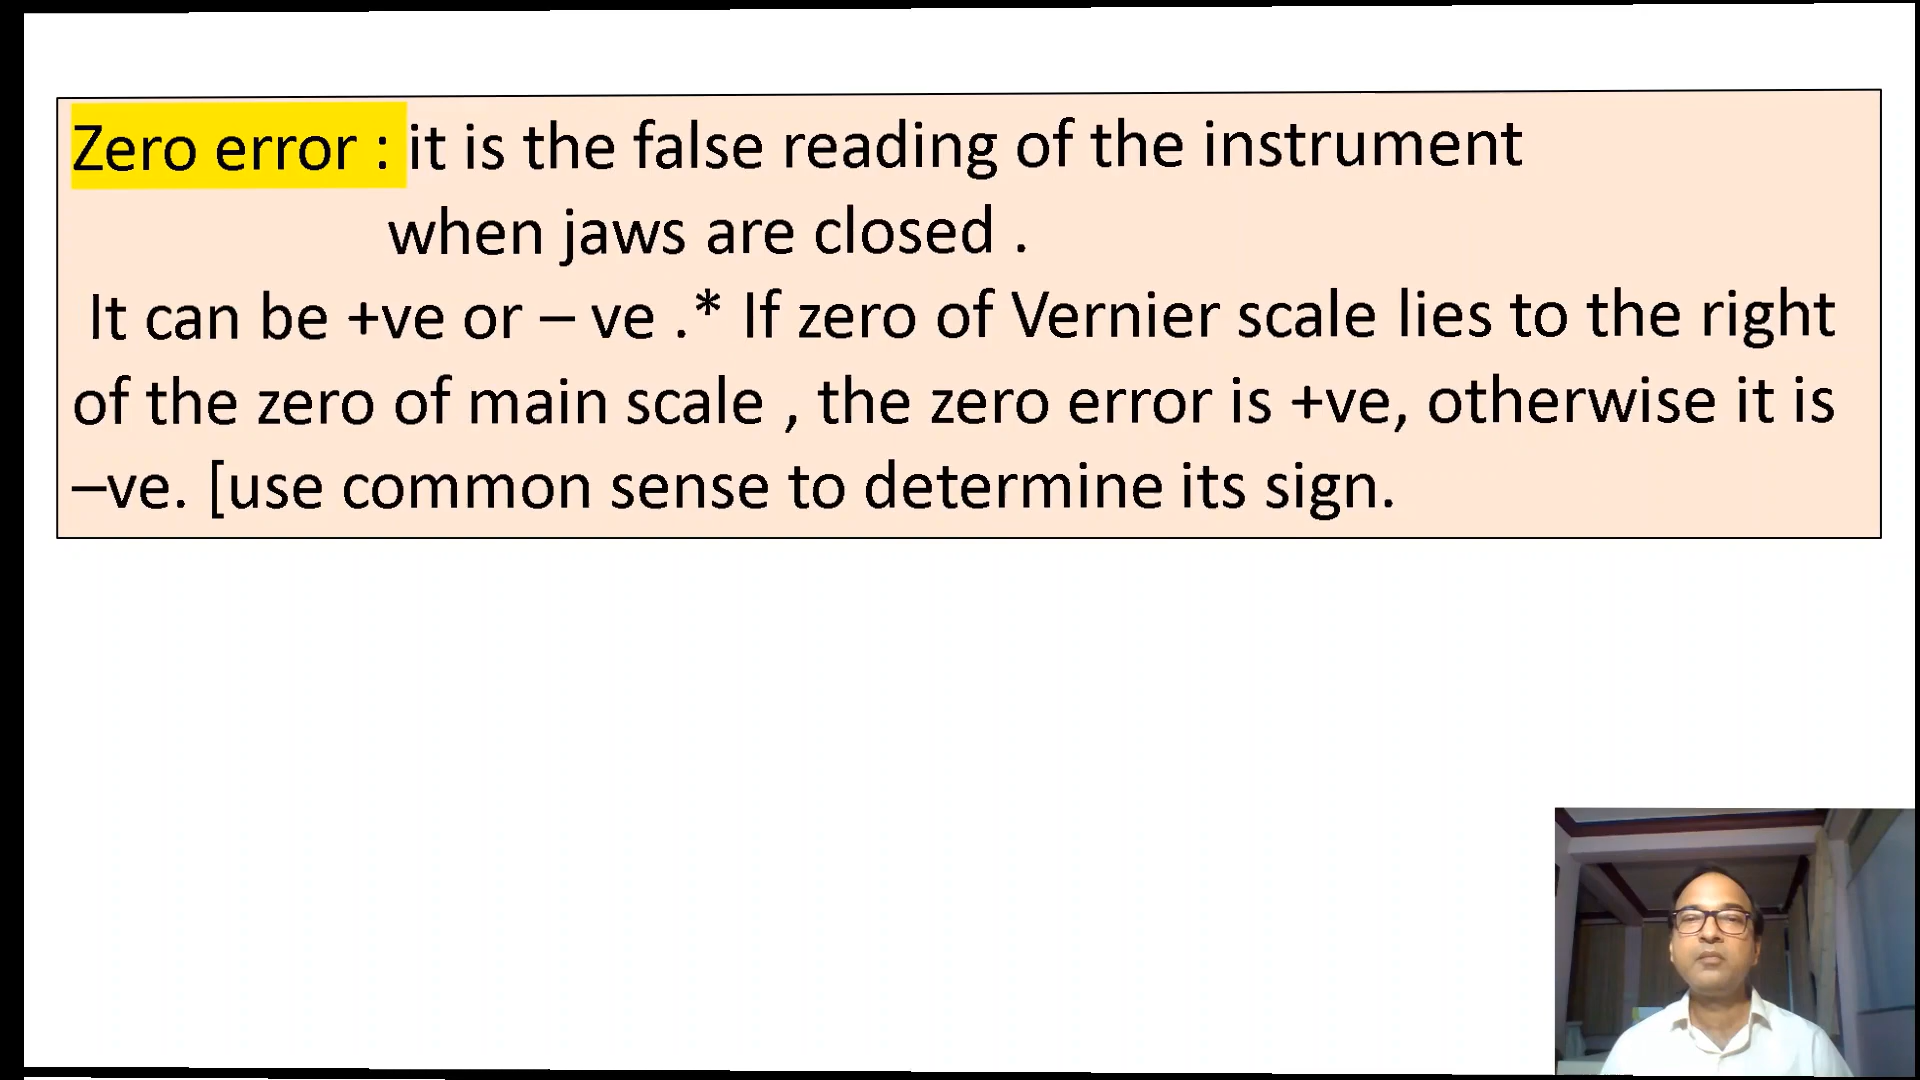 Zero error : it is the false reading of the instrument
when jaws are closed .
It can be +ve or – ve .* If zero of Vernier scale lies to the right
of the zero of main scale , the zero error is +ve, otherwise it is
–ve. [use common sense to determine its sign.